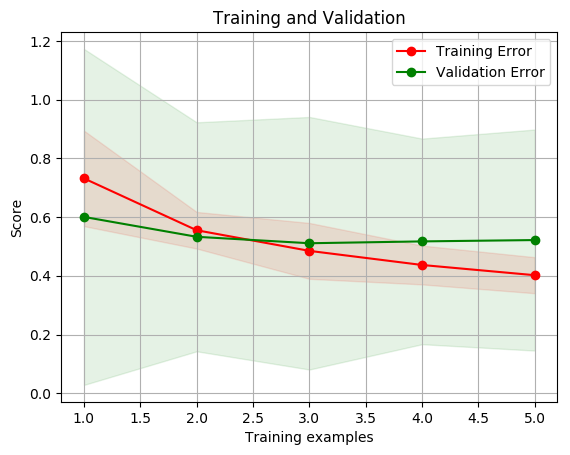 Training and Validation
1.2
1.0
0.8
0.6
0.4
0.2
0.0
Score
Training Error
Validation Error
1.0 1.5 2.0 2.5 3.0 3.5 4.0 4.5 5.0
Training examples